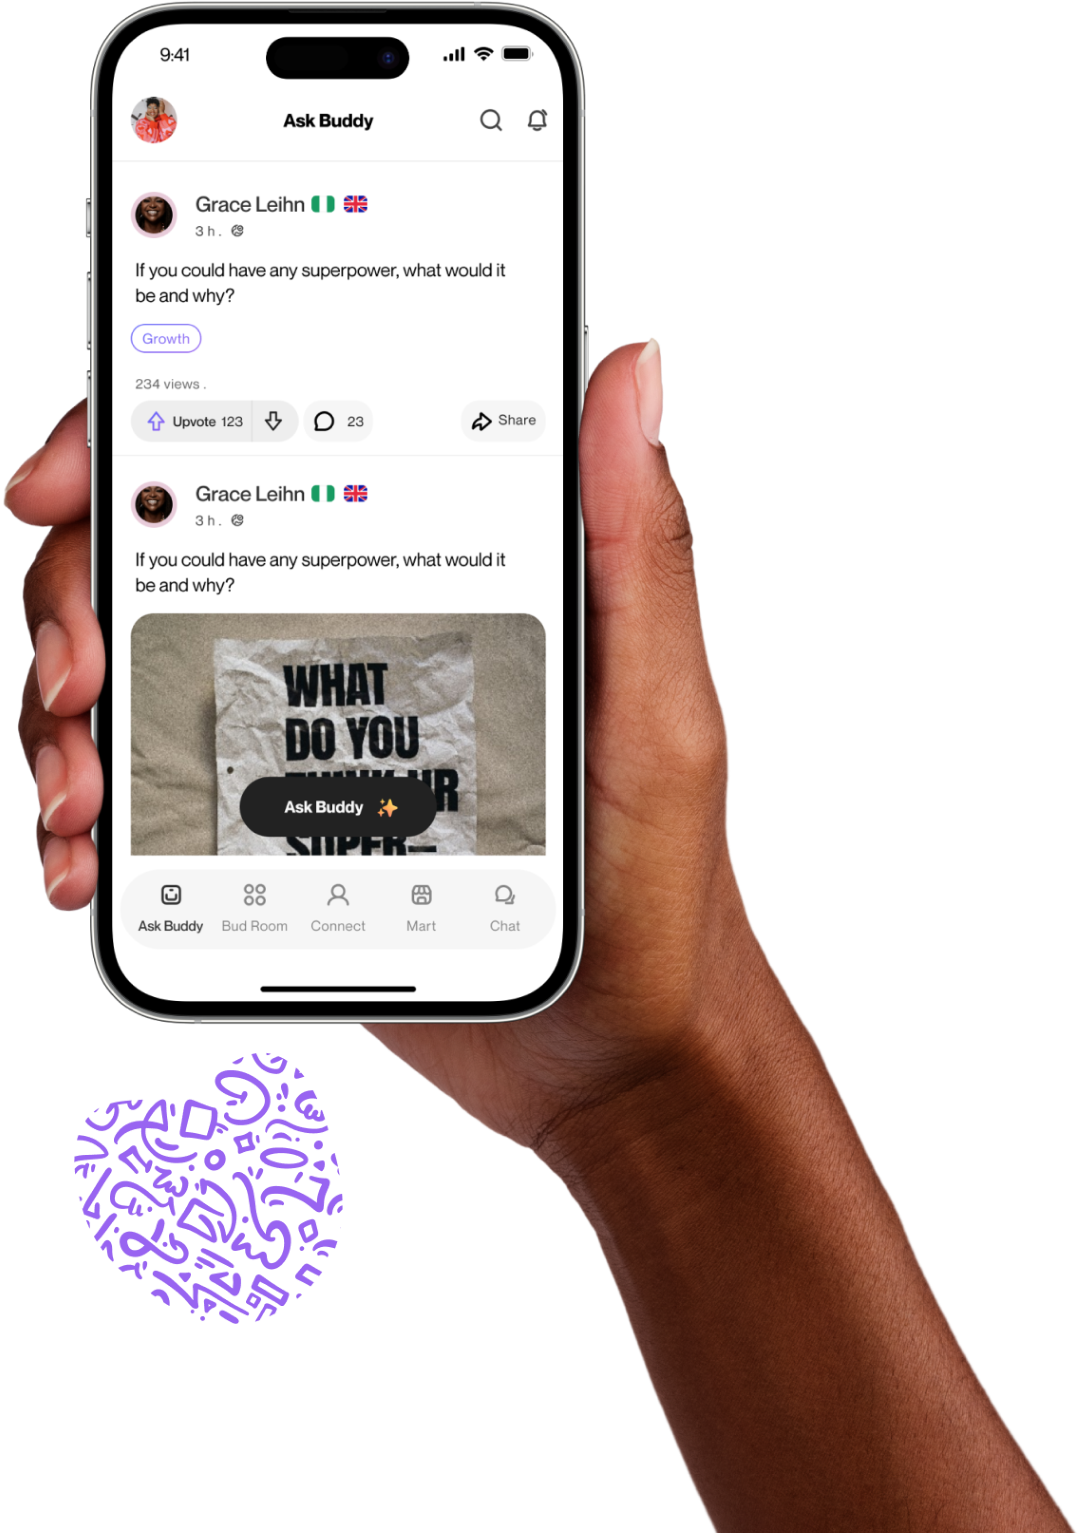 9:41
Ask Buddy
Grace Leihn
3 h .
If you could have any superpower, what would it
be and why?
Growth
234 views .
Upvote 123
23
Share
Grace Leihn
3 h .
If you could have any superpower, what would it
be and why?
WHAT
DO YOU
UR
Ask Buddy
SUPER—
Ask Buddy
Bud Room
Connect
Mart
Chat